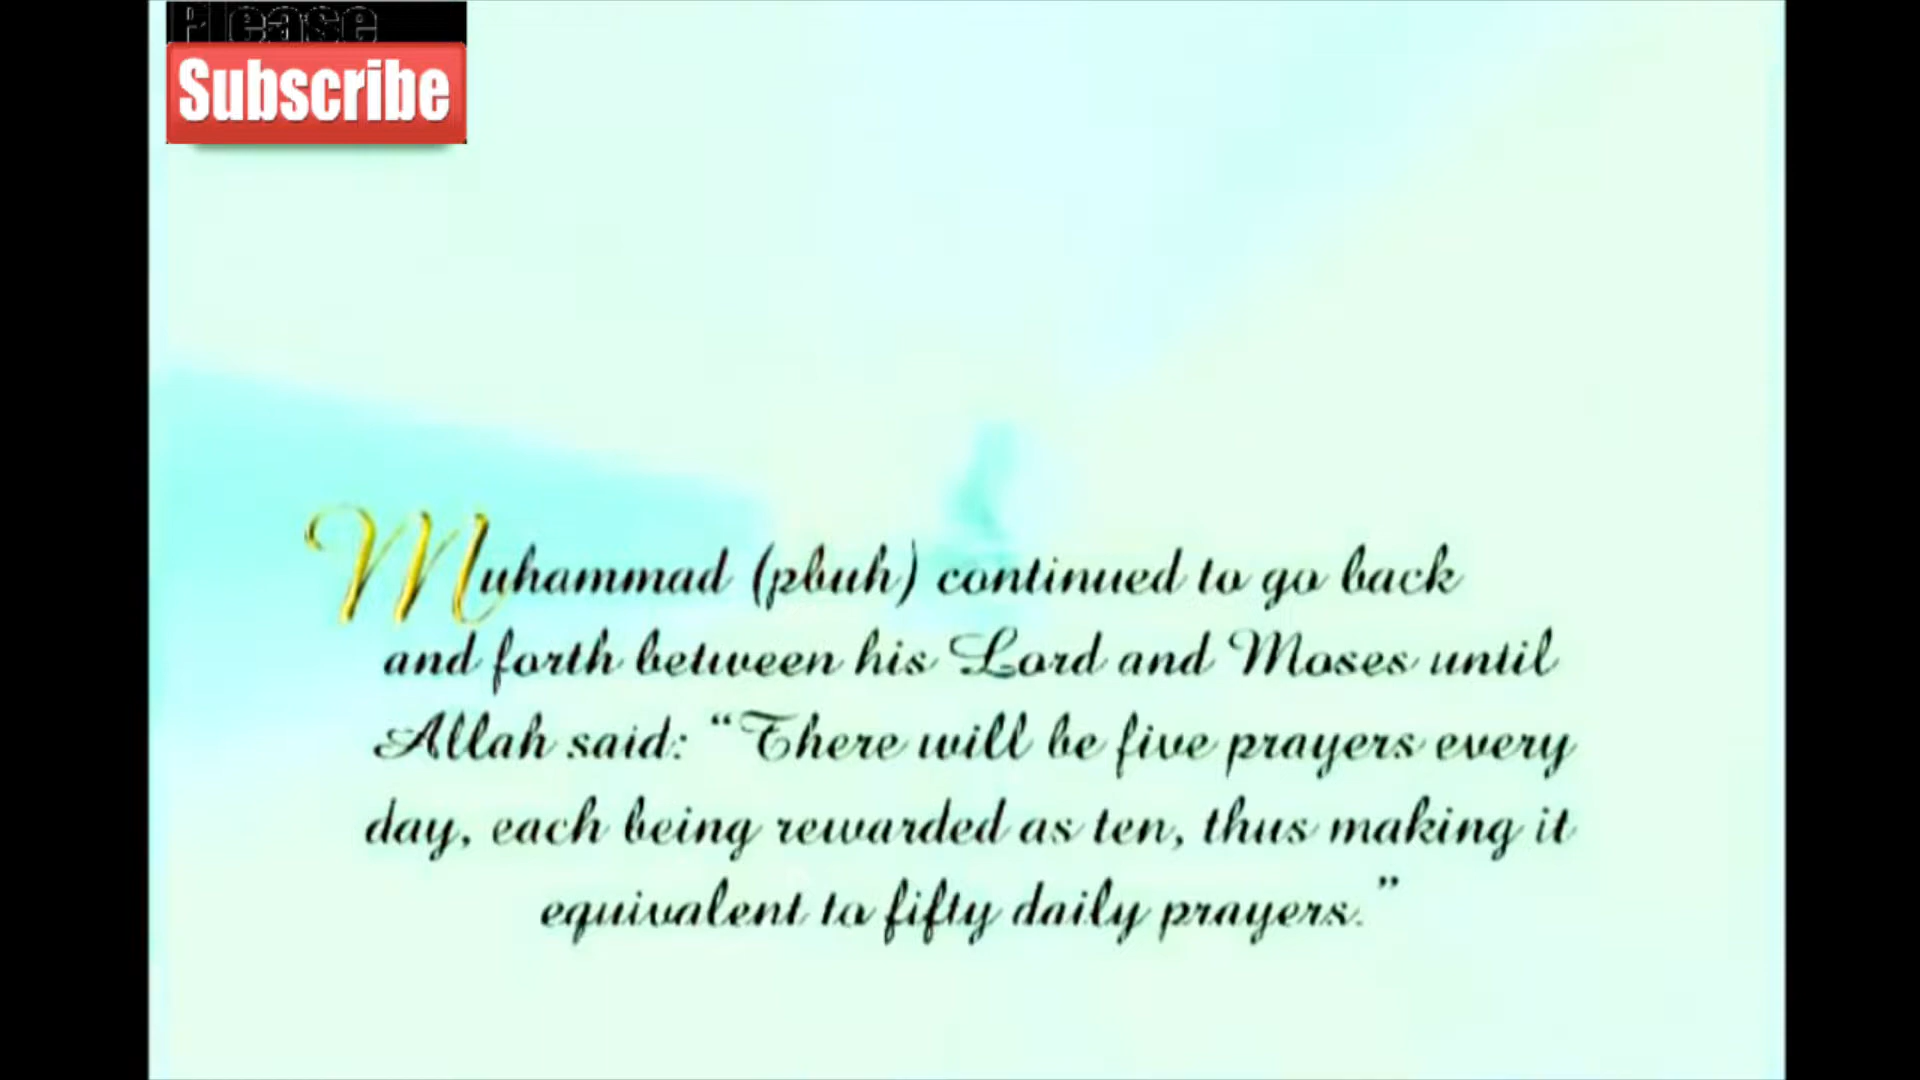 Please
Subscribe
Muhammad (pbuh) continued to go back
and forth between his Lord and Moses until
Allah said: “There will be five prayers every
day, each being rewarded as ten, thus making it
equivalent to fifty daily prayers.”